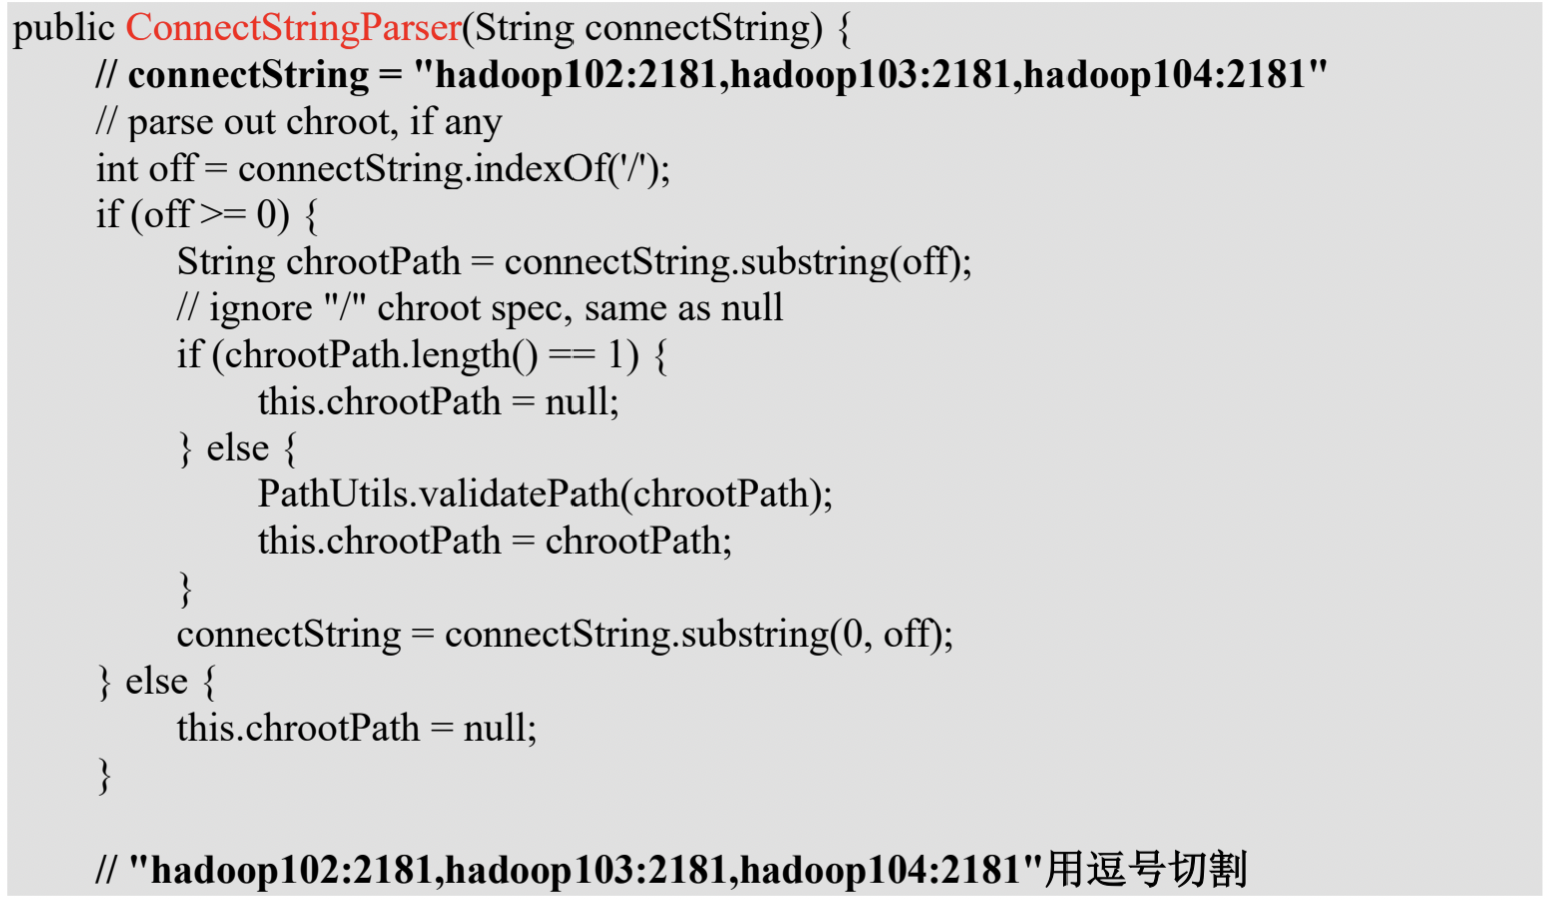 public ConnectStringParser(String connectString) {
// connectString = "hadoop102:2181,hadoop103:2181,hadoop104:2181"
// parse out chroot, if any
int off = connectString.indexOf('/');
if (off >= 0) {
String chrootPath = connectString.substring(off);
// ignore "/" chroot spec, same as null
if (chrootPath.length() == 1) {
this.chrootPath = null;
} else {
PathUtils.validatePath(chrootPath);
this.chrootPath = chrootPath;
}
connectString = connectString.substring(0, off);
} else {
this.chrootPath = null;
}
// "hadoop102:2181,hadoop103:2181,hadoop104:2181"用逗号切割